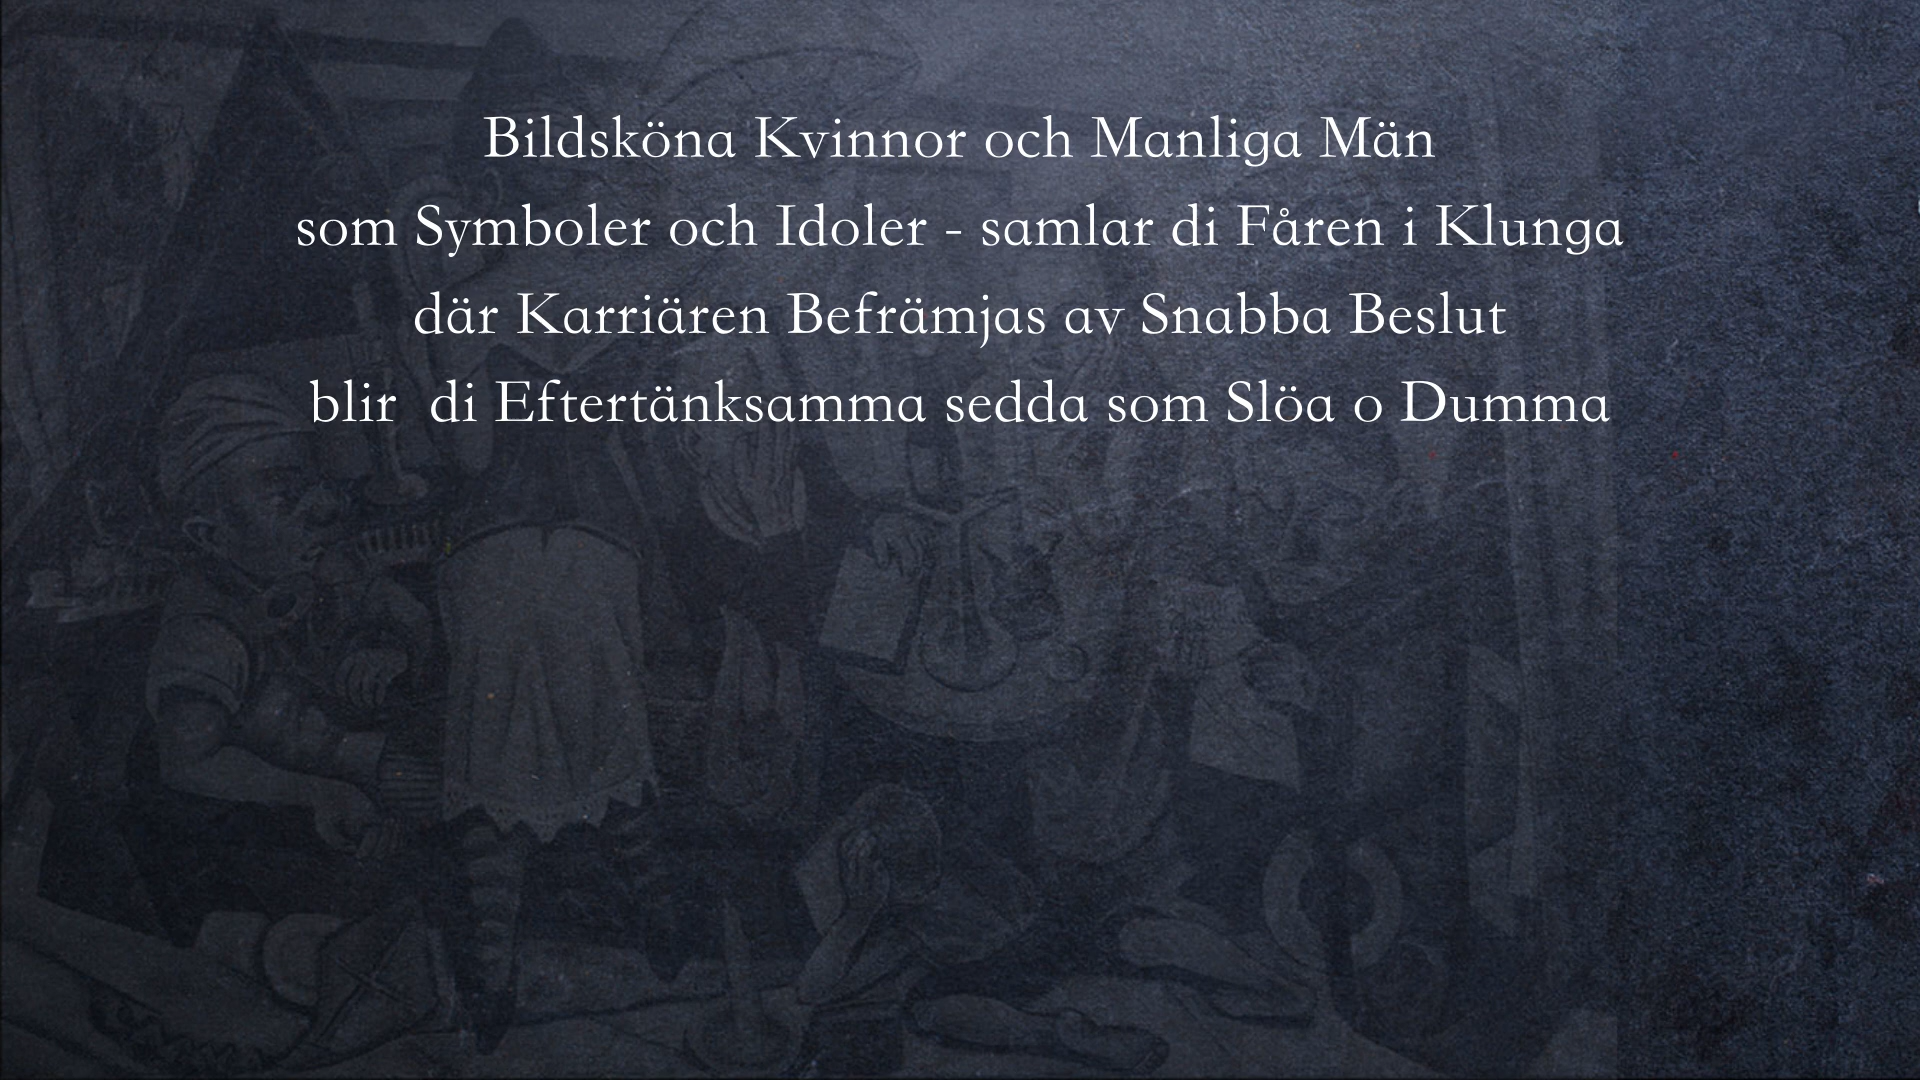 Bildsköna Kvinnor och Manliga Män
som Symboler och Idoler - samlar di Fåren i Klunga
där Karriären Befrämjas av Snabba Beslut
blir  di Eftertänksamma sedda som Slöa o Dumma